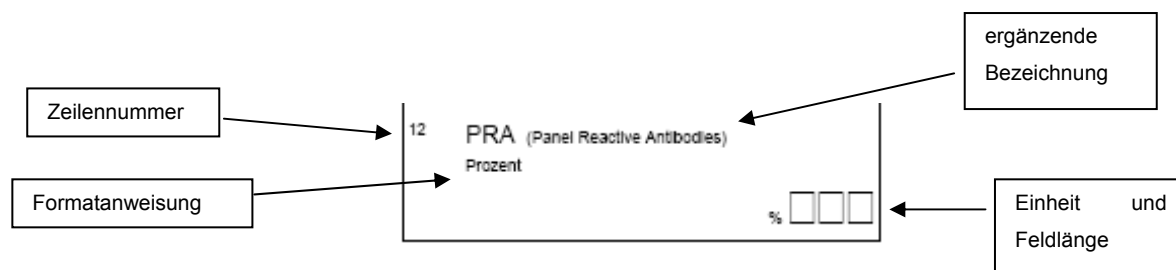 ergänzende
Bezeichnung
Zeilennummer
12 PRA (Panel Reactive Antibodies)
Prozent
Formatanweisung
%
Einheit und
Feldlänge